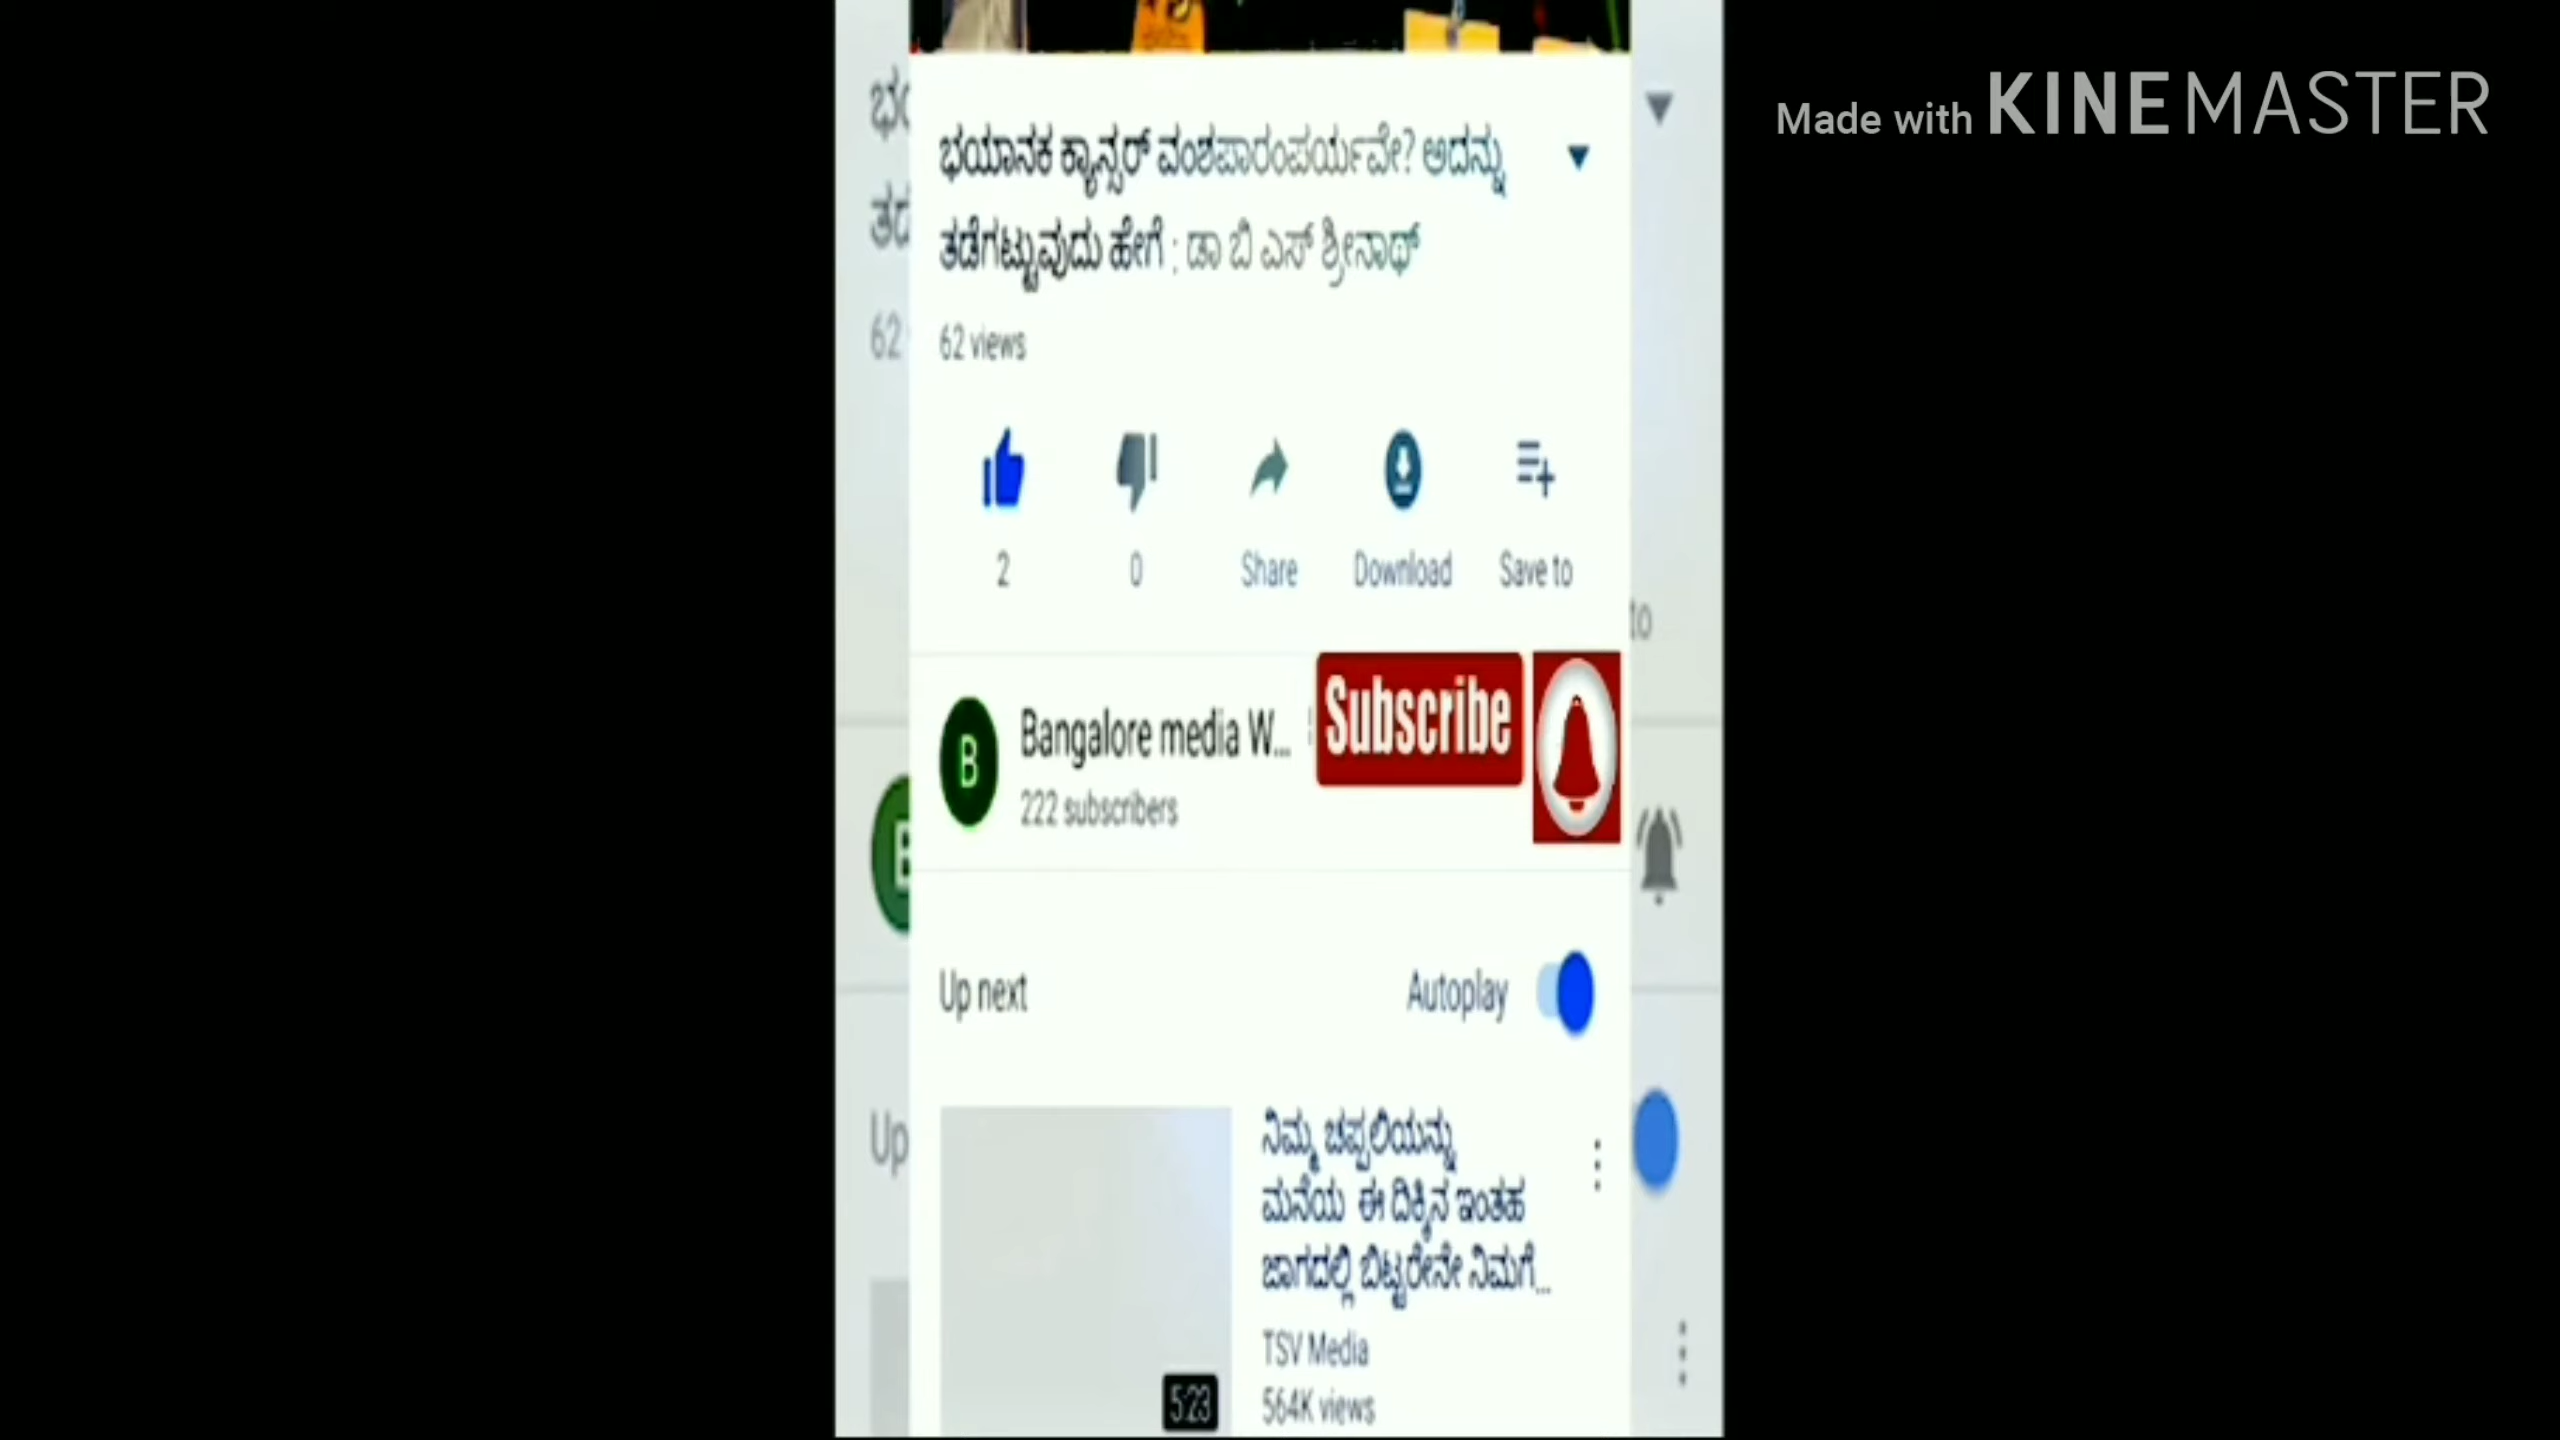 Made with KINEMASTER
ಭಯಾನಕ ಕ್ಯಾನ್ಸರ್ ವಂಶಪಾರಂಪರ್ಯವೇ? ಅದನ್ನು
ತಡೆಗಟ್ಟುವುದು ಹೇಗೆ : ಡಾ ಬಿ ಎಸ್ ಶ್ರೀನಾಥ್
62 views
2 0 Share Download Save to
B Bangalore media W... Subscribe
222 subscribers
Up next Autoplay
ನಿಮ್ಮ ಚಪ್ಪಲಿಯನ್ನು
ಮನೆಯ ಈ ದಿಕ್ಕಿನ ಇಂತಹ
ಜಾಗದಲ್ಲಿ ಬಿಟ್ಟರೇನೇ ನಿಮಗೆ...
TSV Media
564K views
5:23